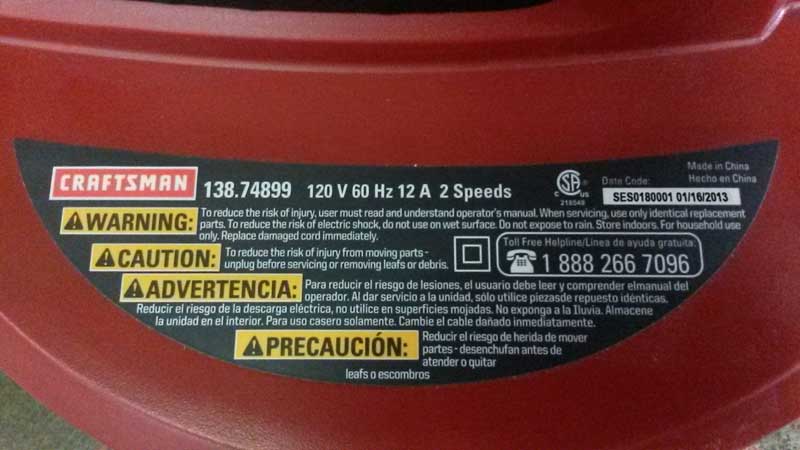 CRAFTSMAN 138.74899 120 V 60 Hz 12 A 2 Speeds
SP
C US
218549
Made in China
Date Code: Hecho en China
SES0180001 01/16/2013
WARNING: To reduce the risk of injury, user must read and understand operator's manual. When servicing, use only identical replacement
parts. To reduce the risk of electric shock, do not use on wet surface. Do not expose to rain. Store indoors. For household use
only. Replace damaged cord immediately.
CAUTION: To reduce the risk of injury from moving parts -
unplug before servicing or removing leafs or debris.
Toll Free Helpline/Linea de ayuda gratuita:
1 888 266 7096
ADVERTENCIA: Para reducir el riesgo de lesiones, el usuario debe leer y comprender elmanual del
operador. Al dar servicio a la unidad, sólo utilice piezasde repuesto idénticas.
Reducir el riesgo de la descarga eléctrica, no utilice en superficies mojadas. No exponga a la lluvia. Almacene
la unidad en el interior. Para uso casero solamente. Cambie el cable dañado inmediatamente.
PRECAUCIÓN: Reducir el riesgo de herida de mover
partes - desenchufan antes de
atender o quitar
leafs o escombros